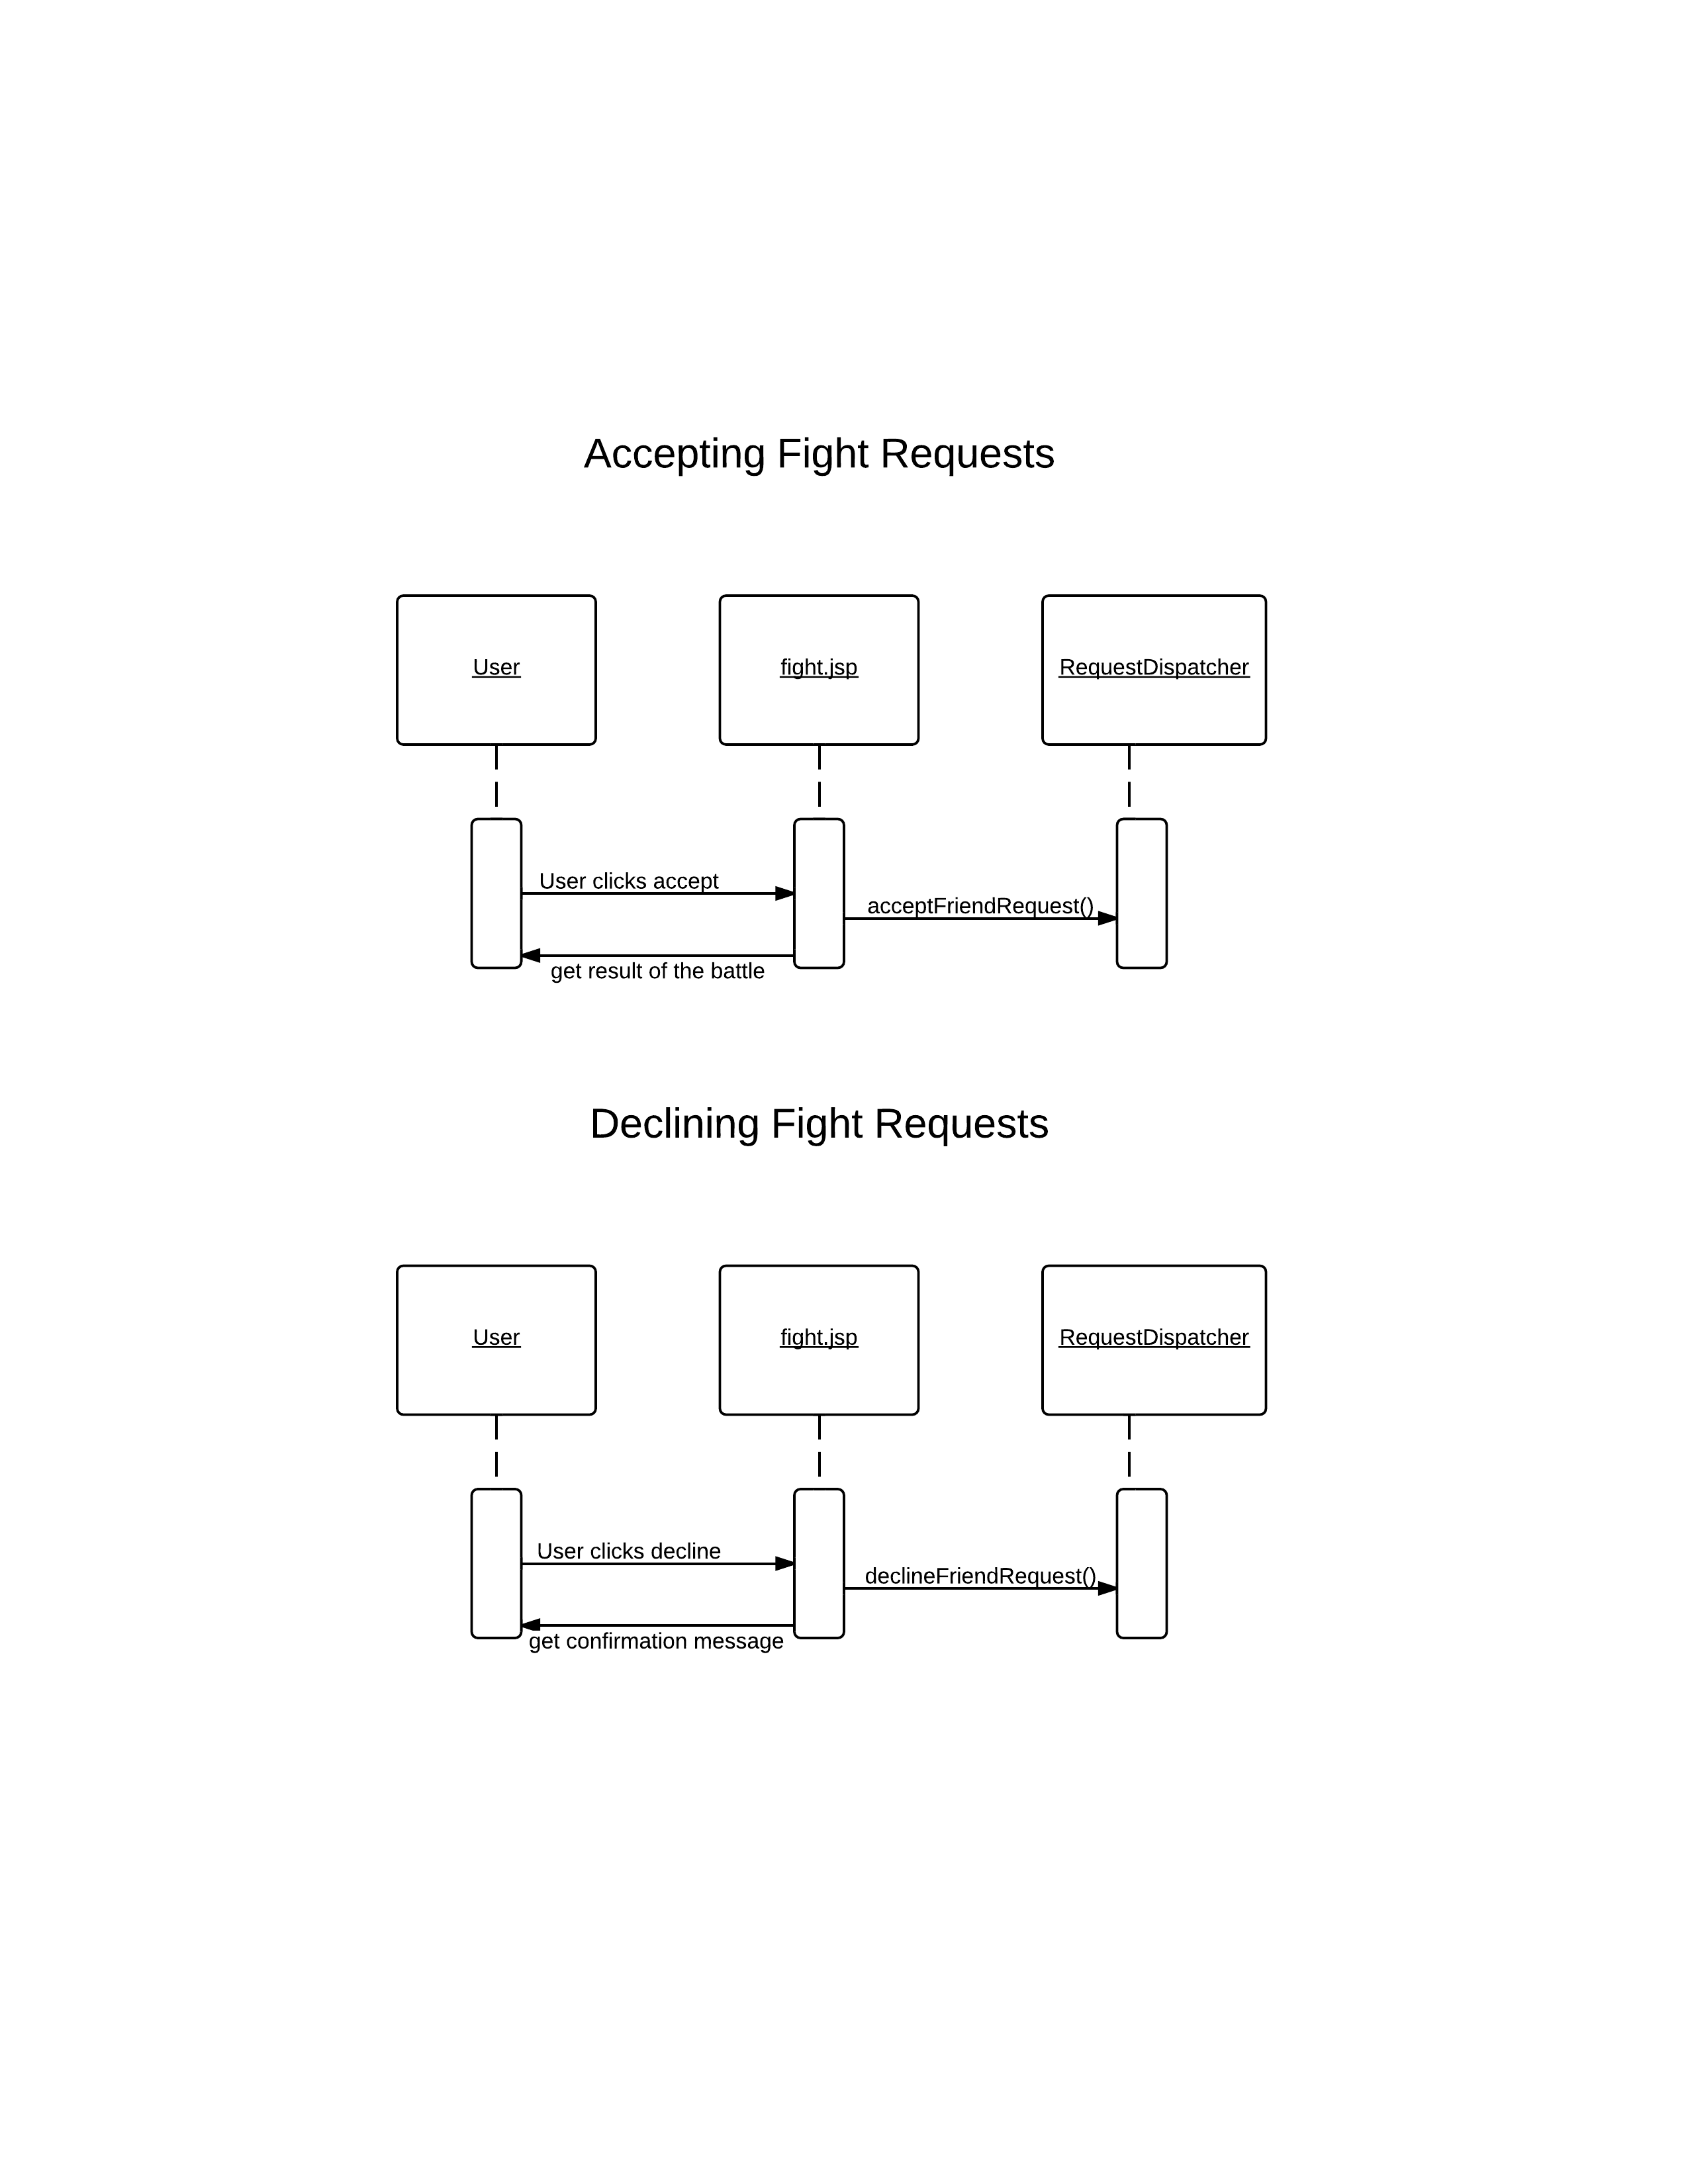 Accepting Fight Requests
User
fight.jsp
RequestDispatcher
User clicks accept
acceptFriendRequest()
get result of the battle
Declining Fight Requests
User
fight.jsp
RequestDispatcher
User clicks decline
declineFriendRequest()
get confirmation message